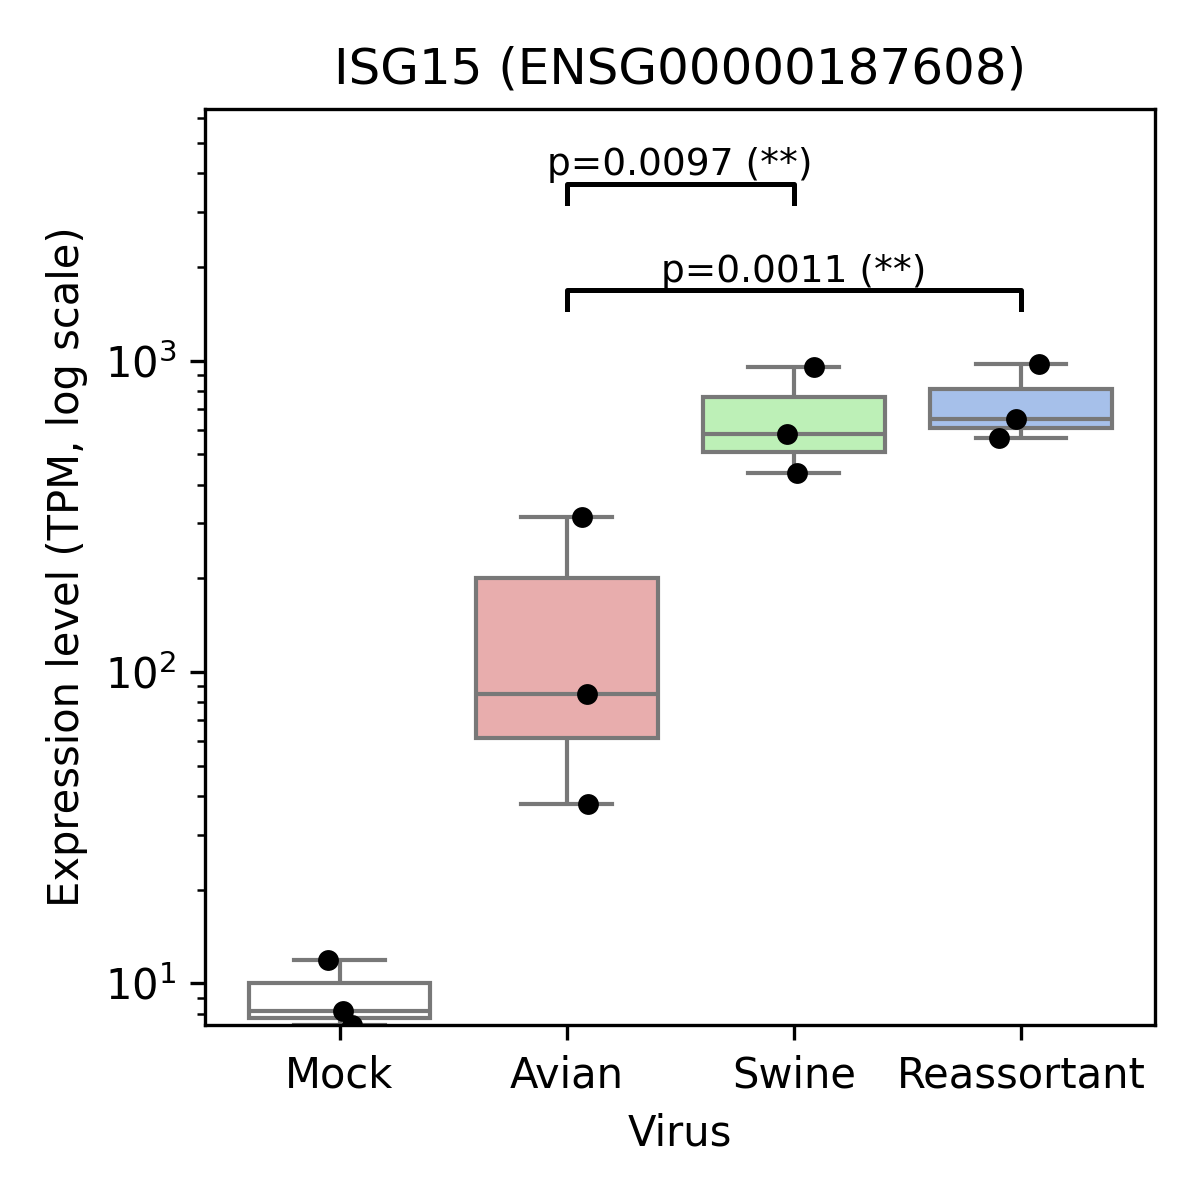 ISG15 (ENSG00000187608)
p=0.0097 (**)
p=0.0011 (**)
Expression level (TPM, log scale)
10³
10²
10¹
Mock
Avian
Swine
Reassortant
Virus